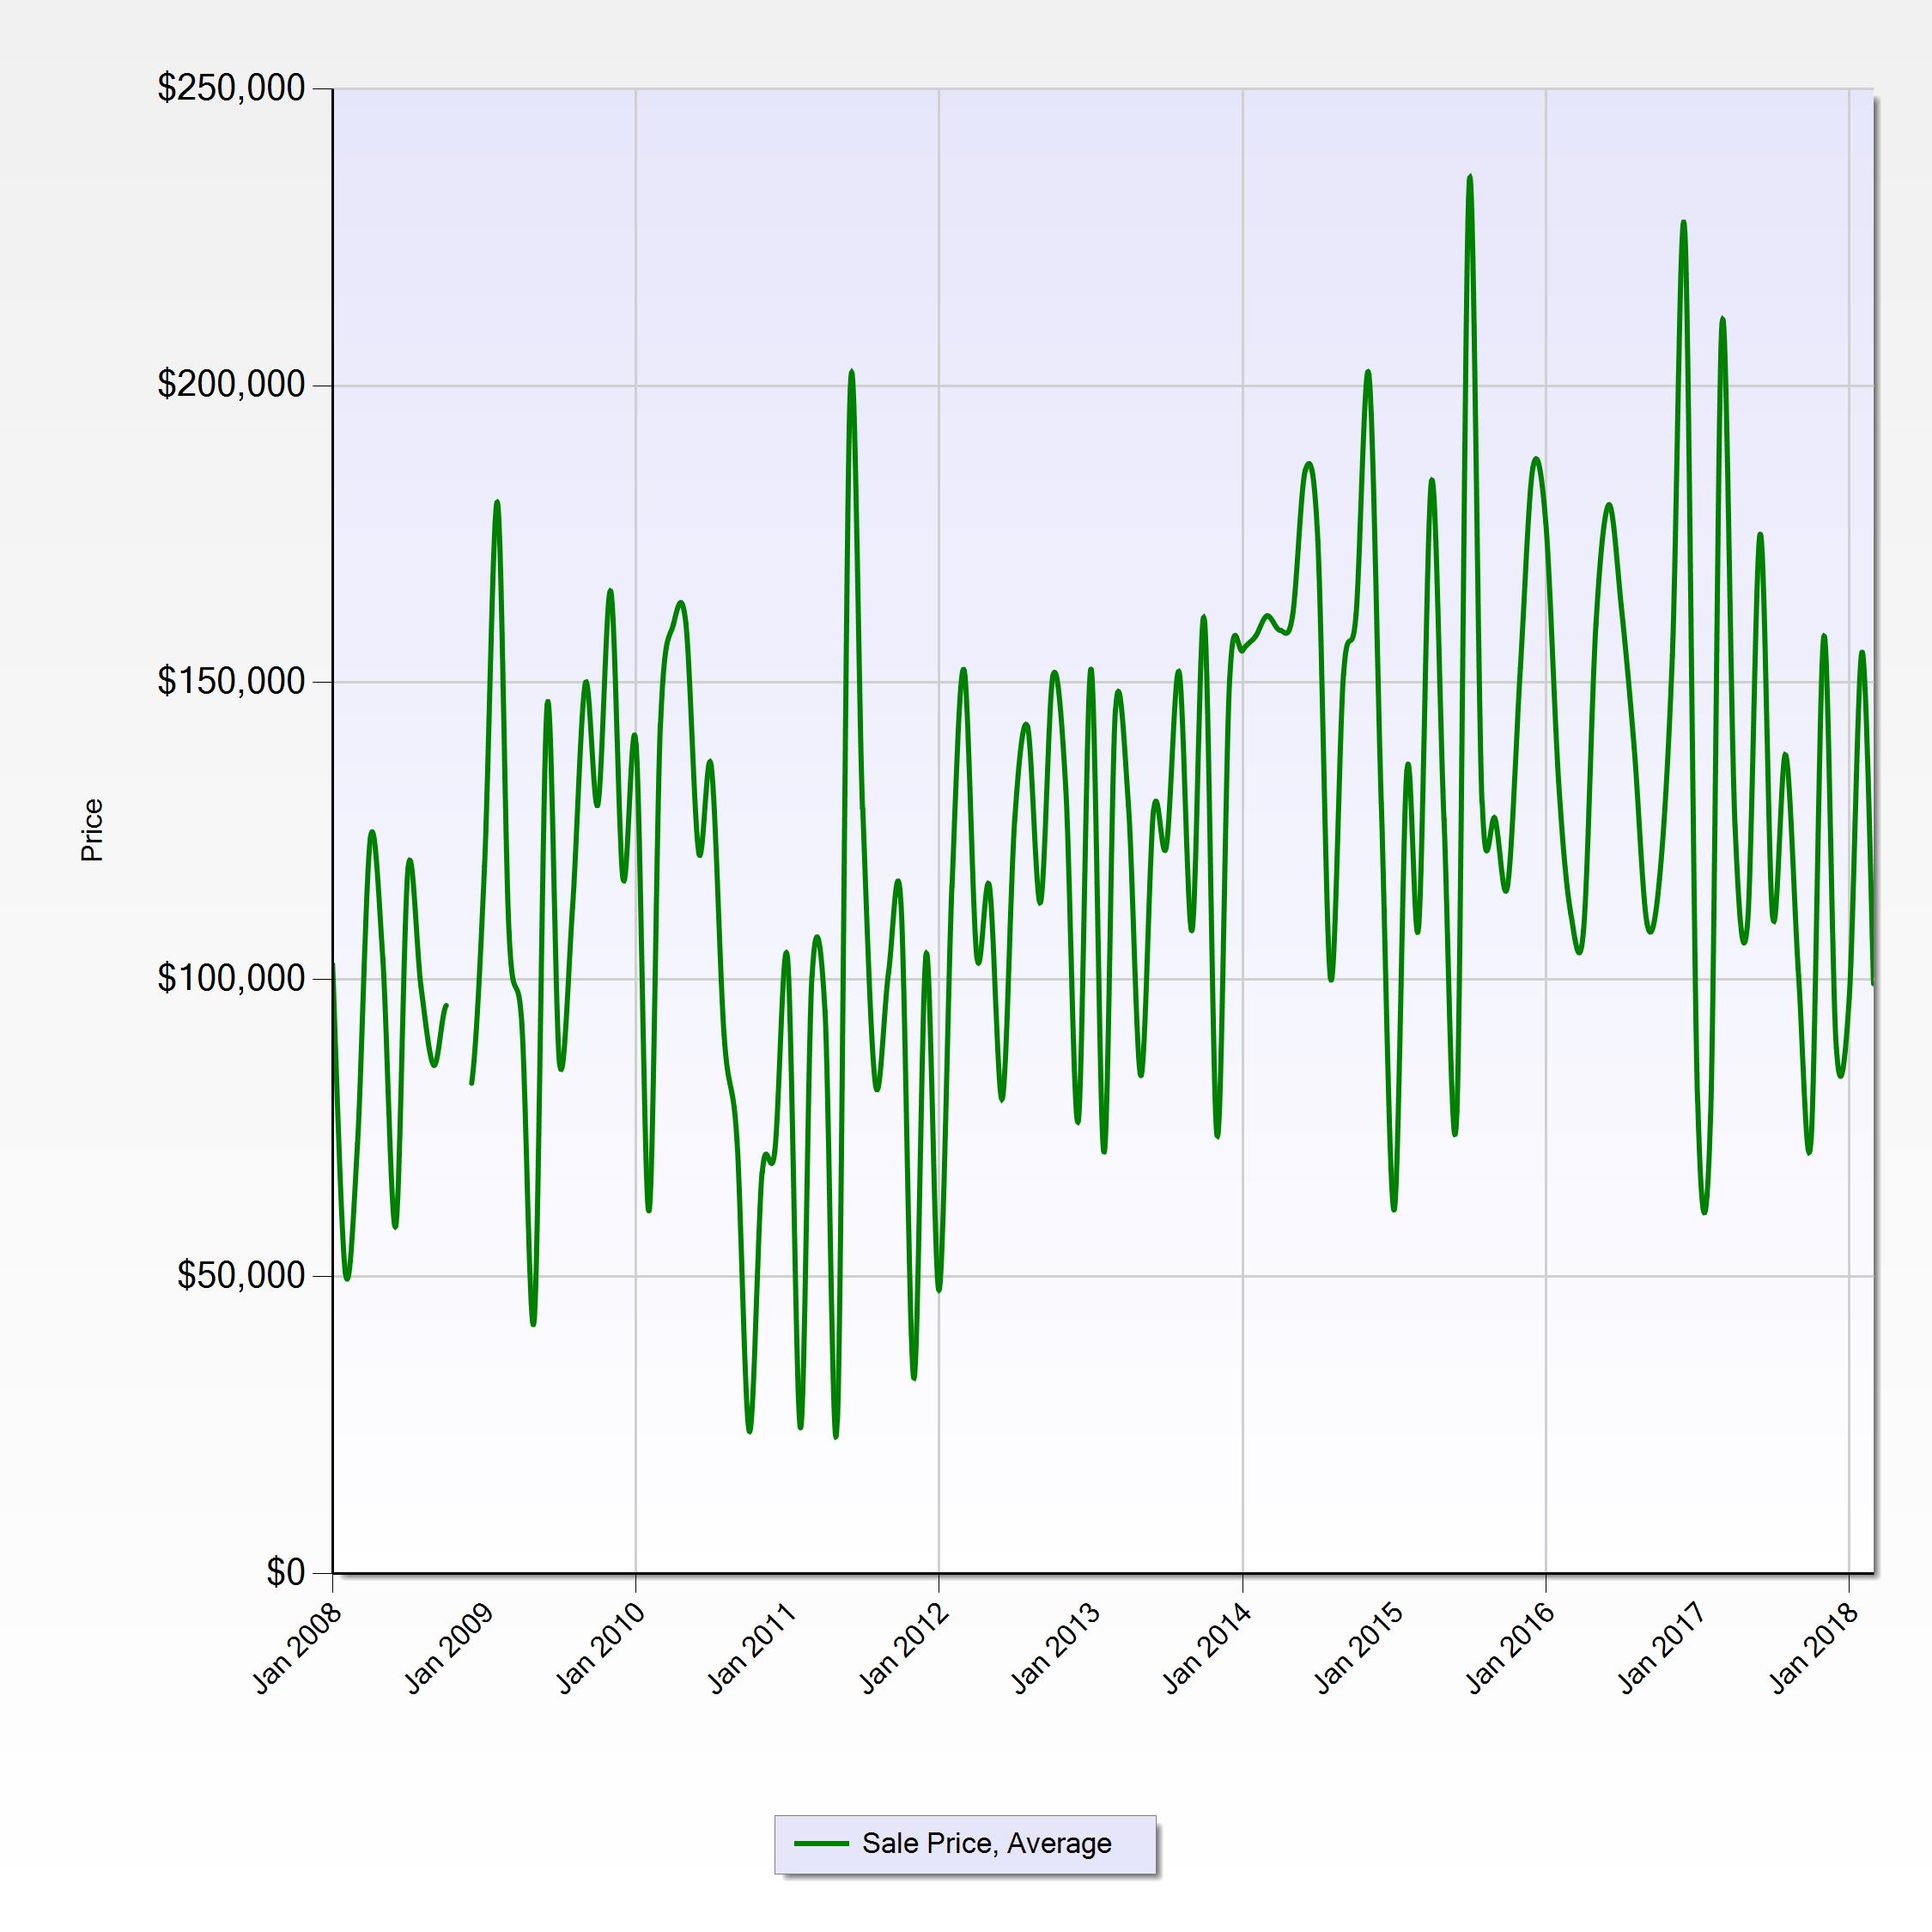 $250,000
$200,000
$150,000
$100,000
$50,000
$0
Price
Jan 2008
Jan 2009
Jan 2010
Jan 2011
Jan 2012
Jan 2013
Jan 2014
Jan 2015
Jan 2016
Jan 2017
Jan 2018
Sale Price, Average